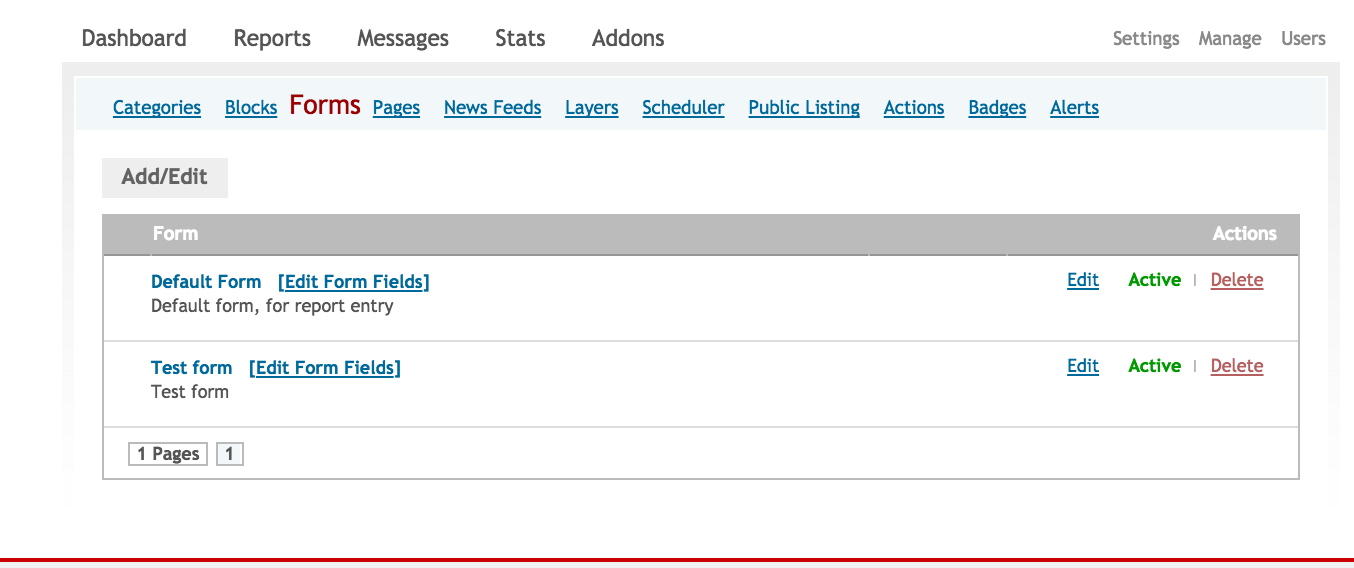 Dashboard Reports Messages Stats Addons Settings Manage Users
Categories Blocks Forms Pages News Feeds Layers Scheduler Public Listing Actions Badges Alerts
Add/Edit
Form Actions
Default Form [Edit Form Fields] Edit Active | Delete
Default form, for report entry
Test form [Edit Form Fields] Edit Active | Delete
Test form
1 Pages 1